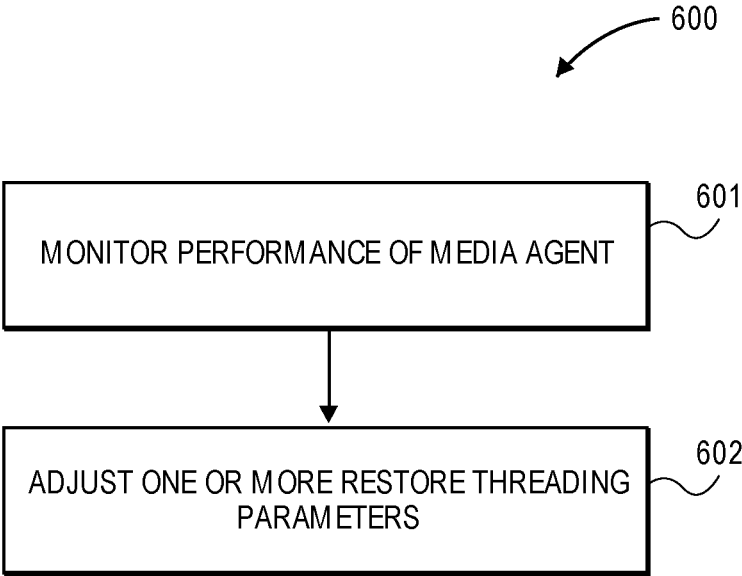 600
601
MONITOR PERFORMANCE OF MEDIA AGENT
602
ADJUST ONE OR MORE RESTORE THREADING
PARAMETERS